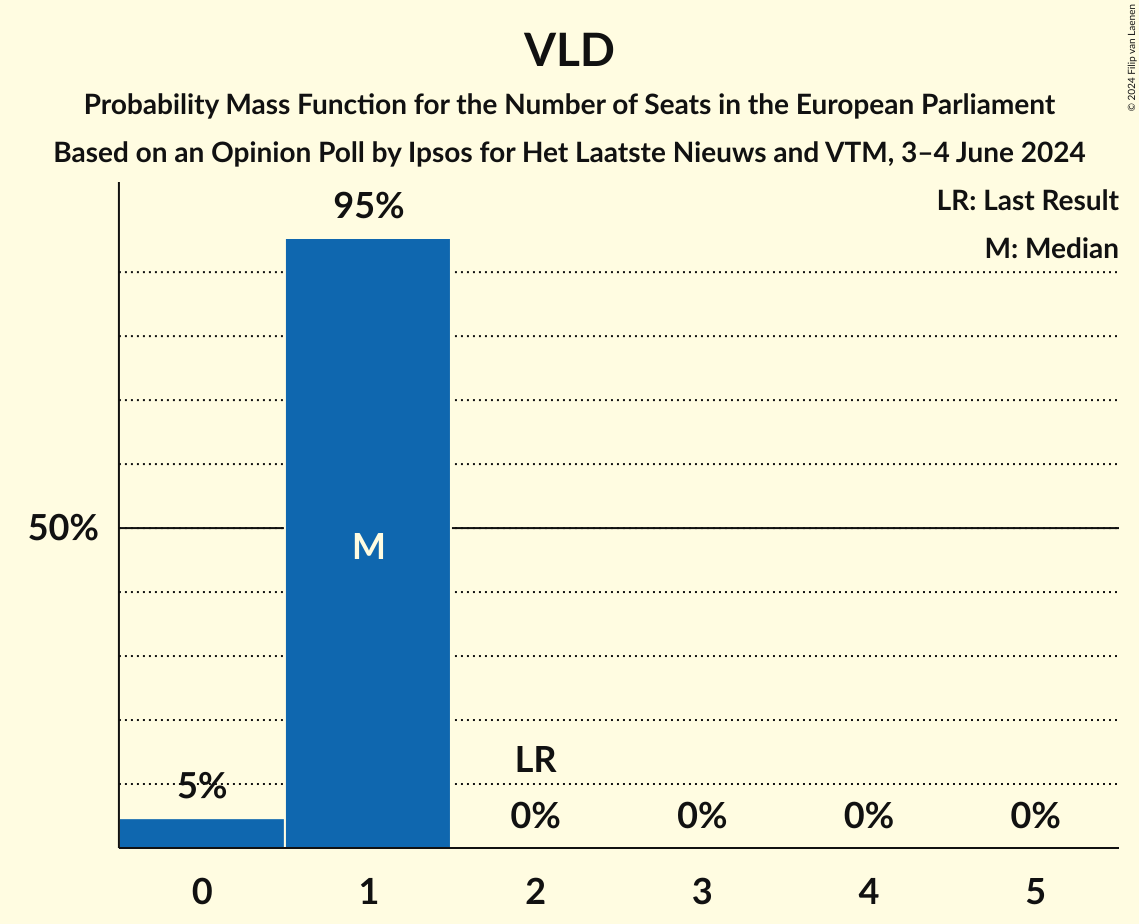 VLD
Probability Mass Function for the Number of Seats in the European Parliament
Based on an Opinion Poll by Ipsos for Het Laatste Nieuws and VTM, 3–4 June 2024
© 2024 Filip van Laenen
LR: Last Result
M: Median
95%
50%
M
LR
5%
0%
0%
0%
0%
0
1
2
3
4
5